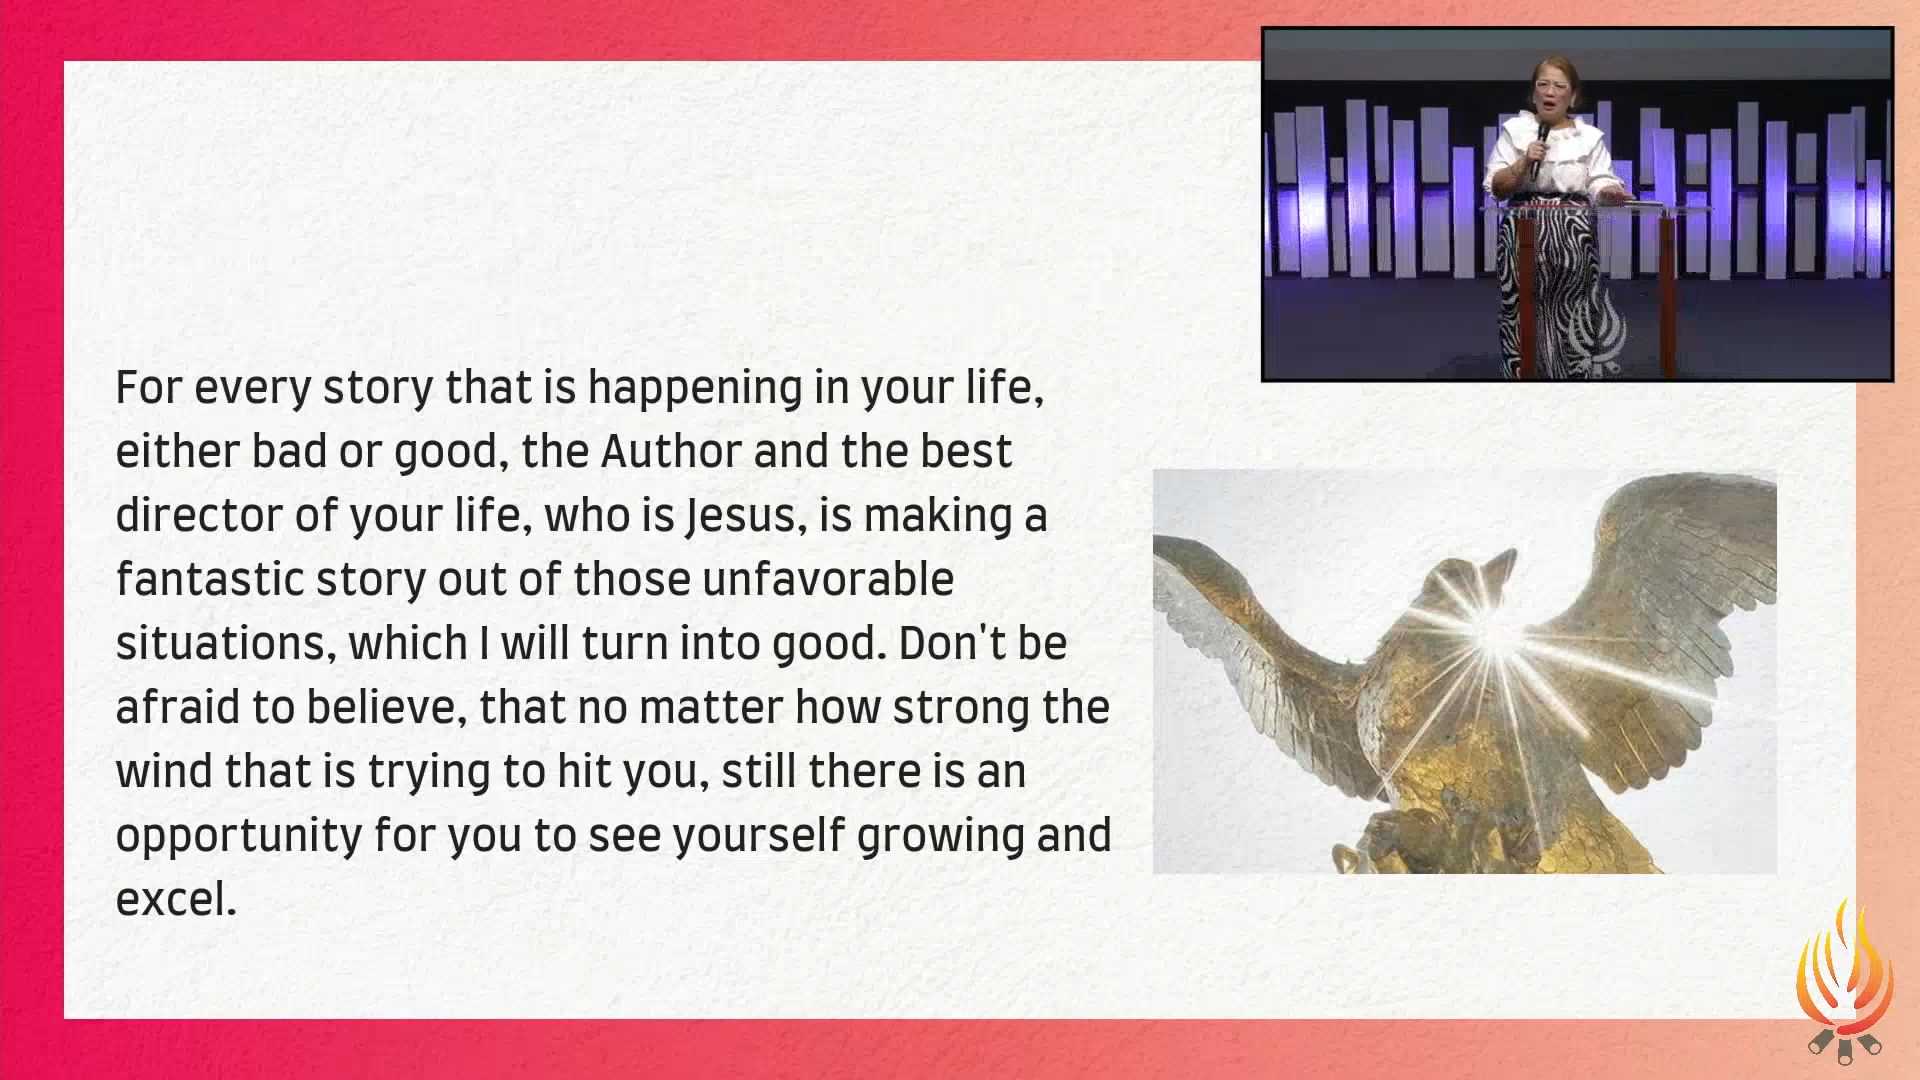 For every story that is happening in your life,
either bad or good, the Author and the best
director of your life, who is Jesus, is making a
fantastic story out of those unfavorable
situations, which I will turn into good. Don't be
afraid to believe, that no matter how strong the
wind that is trying to hit you, still there is an
opportunity for you to see yourself growing and
excel.